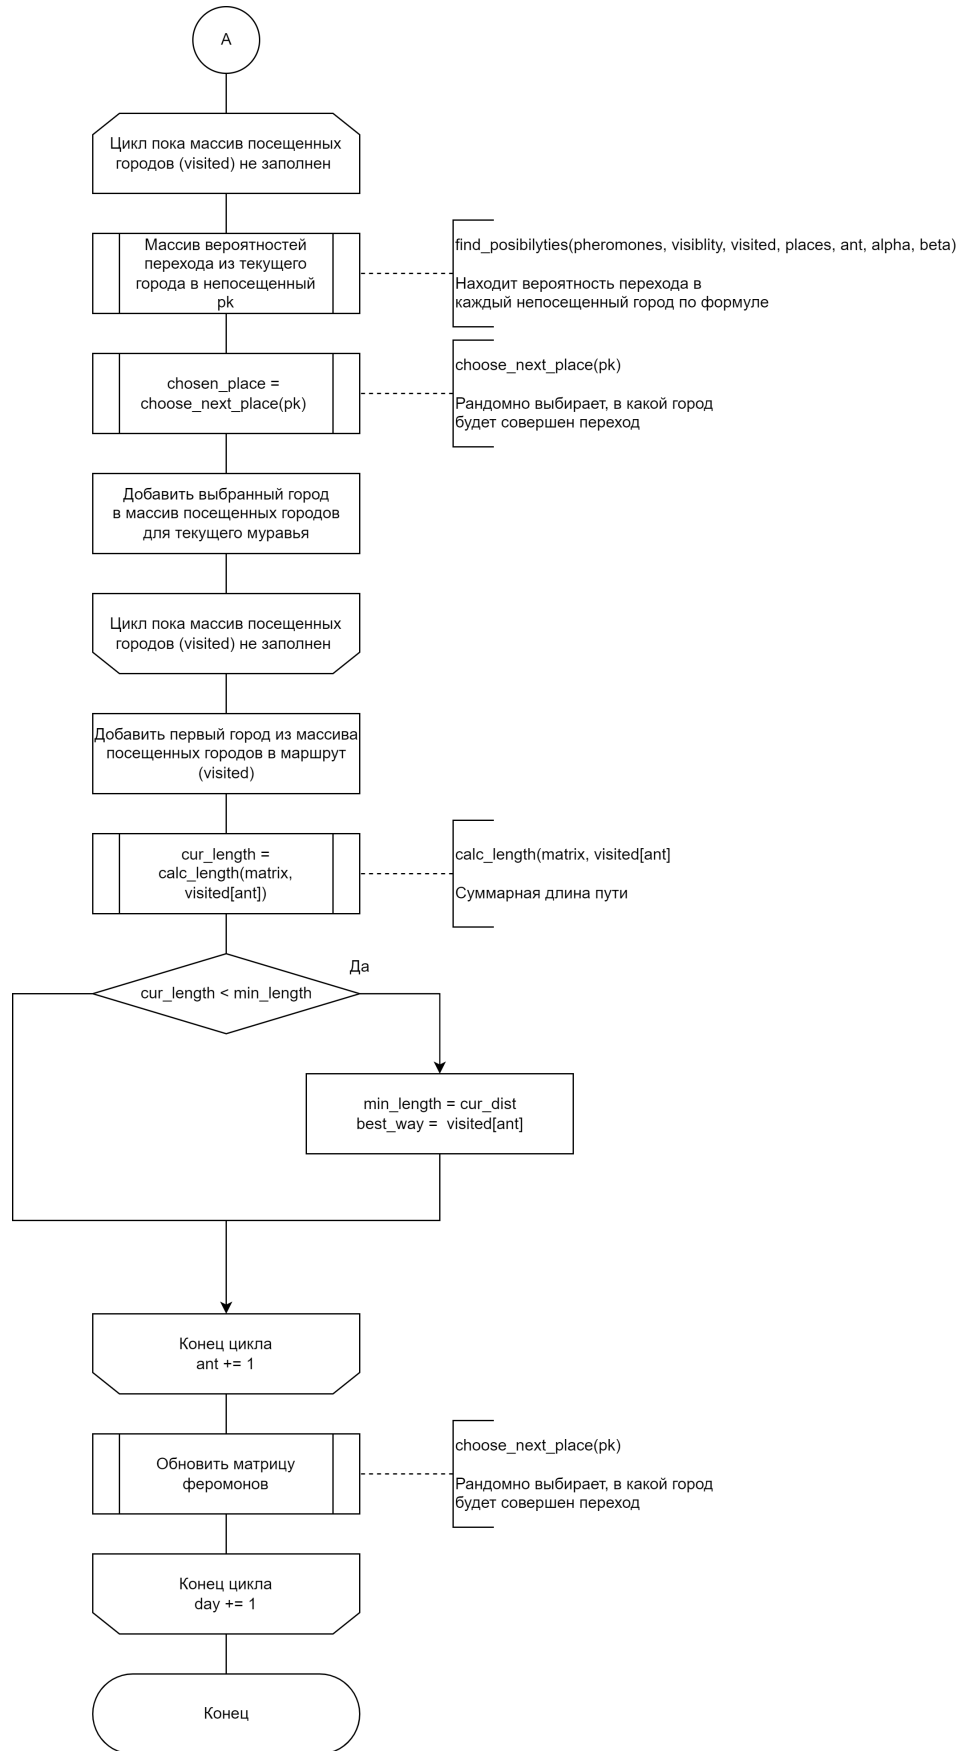 A
Цикл пока массив посещенных
городов (visited) не заполнен
Массив вероятностей
перехода из текущего
города в непосещенный
pk
find_posibilyties(pheromones, visiblity, visited, places, ant, alpha, beta)
Находит вероятность перехода в
каждый непосещенный город по формуле
chosen_place =
choose_next_place(pk)
choose_next_place(pk)
Рандомно выбирает, в какой город
будет совершен переход
Добавить выбранный город
в массив посещенных городов
для текущего муравья
Цикл пока массив посещенных
городов (visited) не заполнен
Добавить первый город из массива
посещенных городов в маршрут
(visited)
cur_length =
calc_length(matrix,
visited[ant])
calc_length(matrix, visited[ant]
Суммарная длина пути
Да
cur_length < min_length
min_length = cur_dist
best_way =  visited[ant]
Конец цикла
ant += 1
Обновить матрицу
феромонов
choose_next_place(pk)
Рандомно выбирает, в какой город
будет совершен переход
Конец цикла
day += 1
Конец